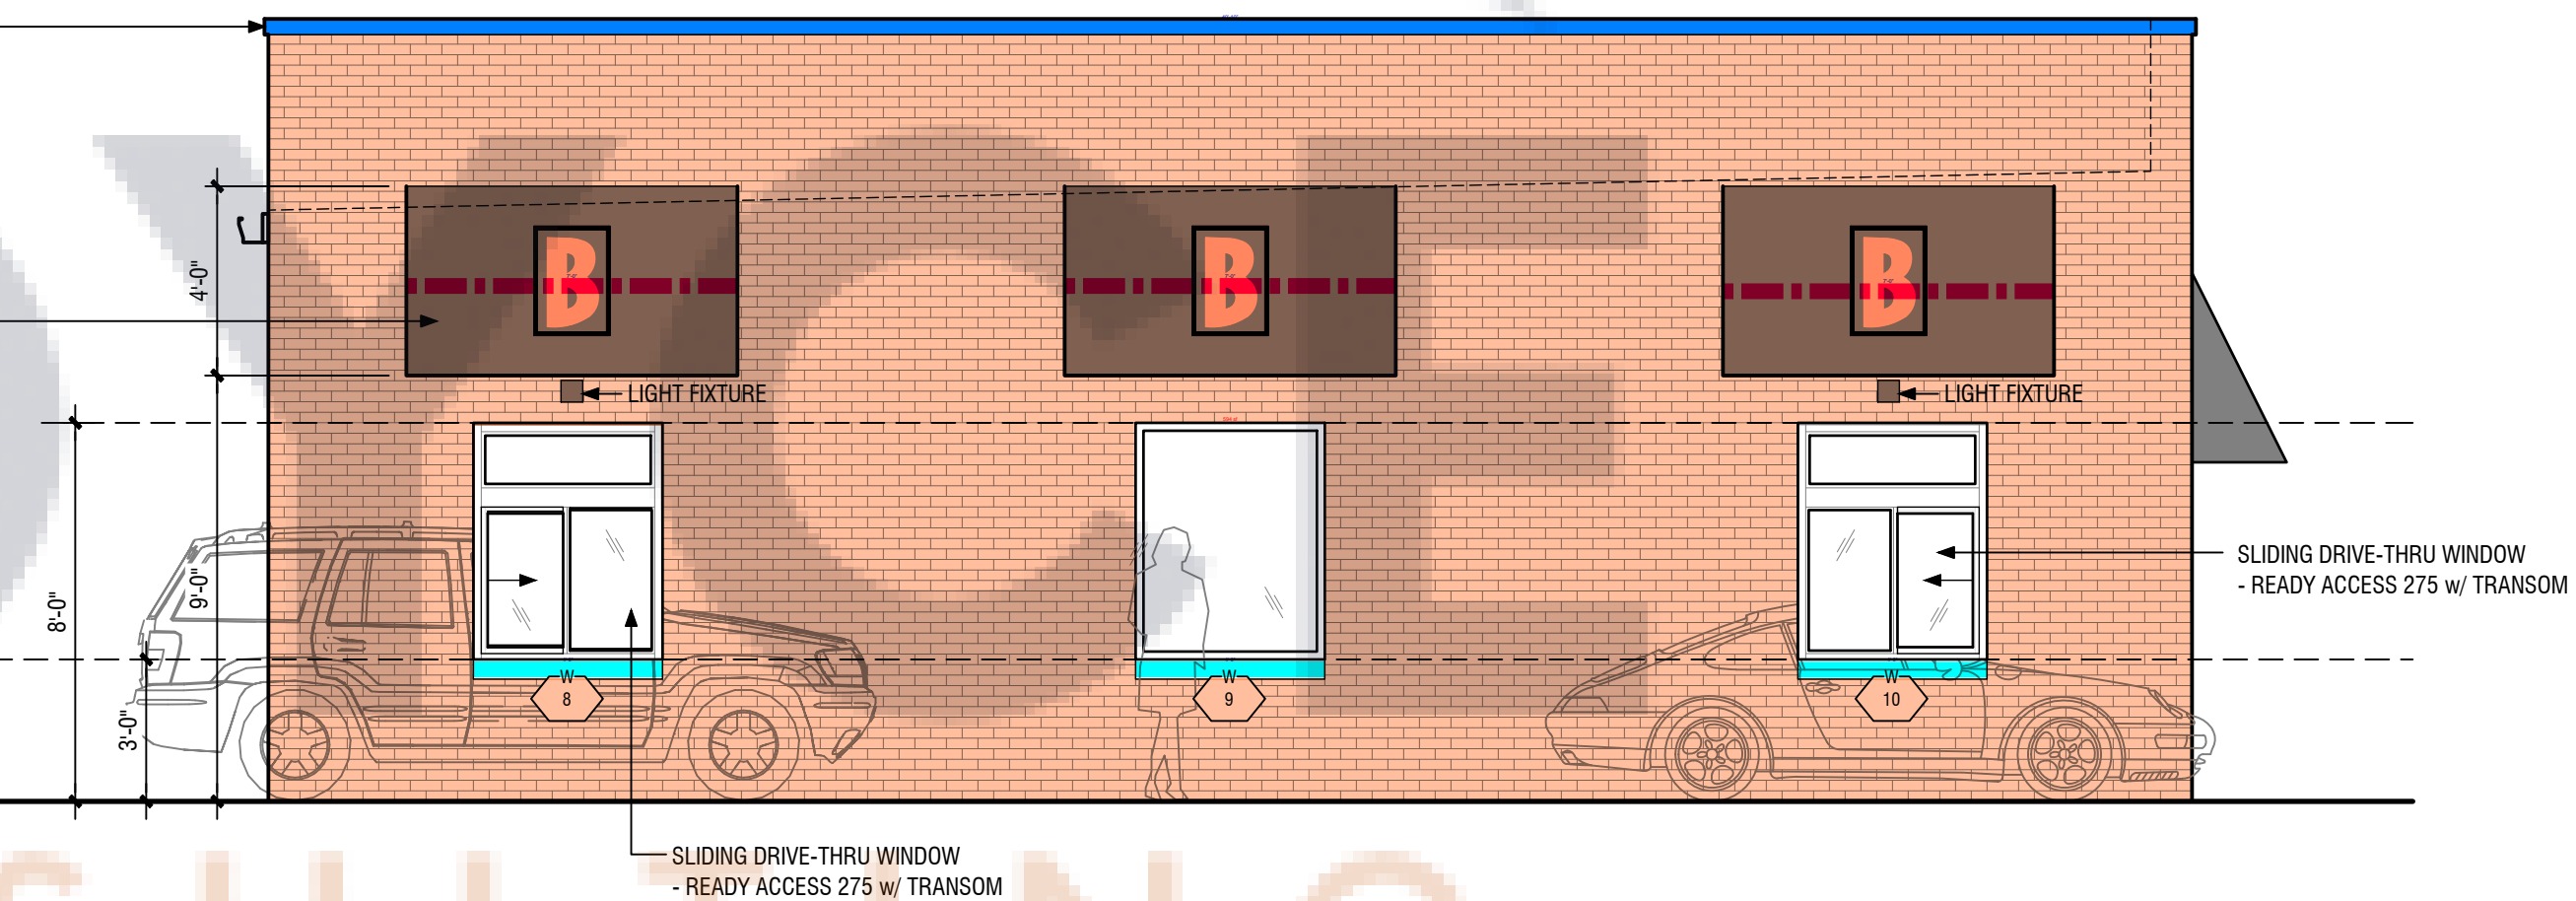 B
B
B
4'-0"
LIGHT FIXTURE
LIGHT FIXTURE
8'-0"
9'-0"
3'-0"
SLIDING DRIVE-THRU WINDOW
- READY ACCESS 275 w/ TRANSOM
W
8
W
9
W
10
SLIDING DRIVE-THRU WINDOW
- READY ACCESS 275 w/ TRANSOM